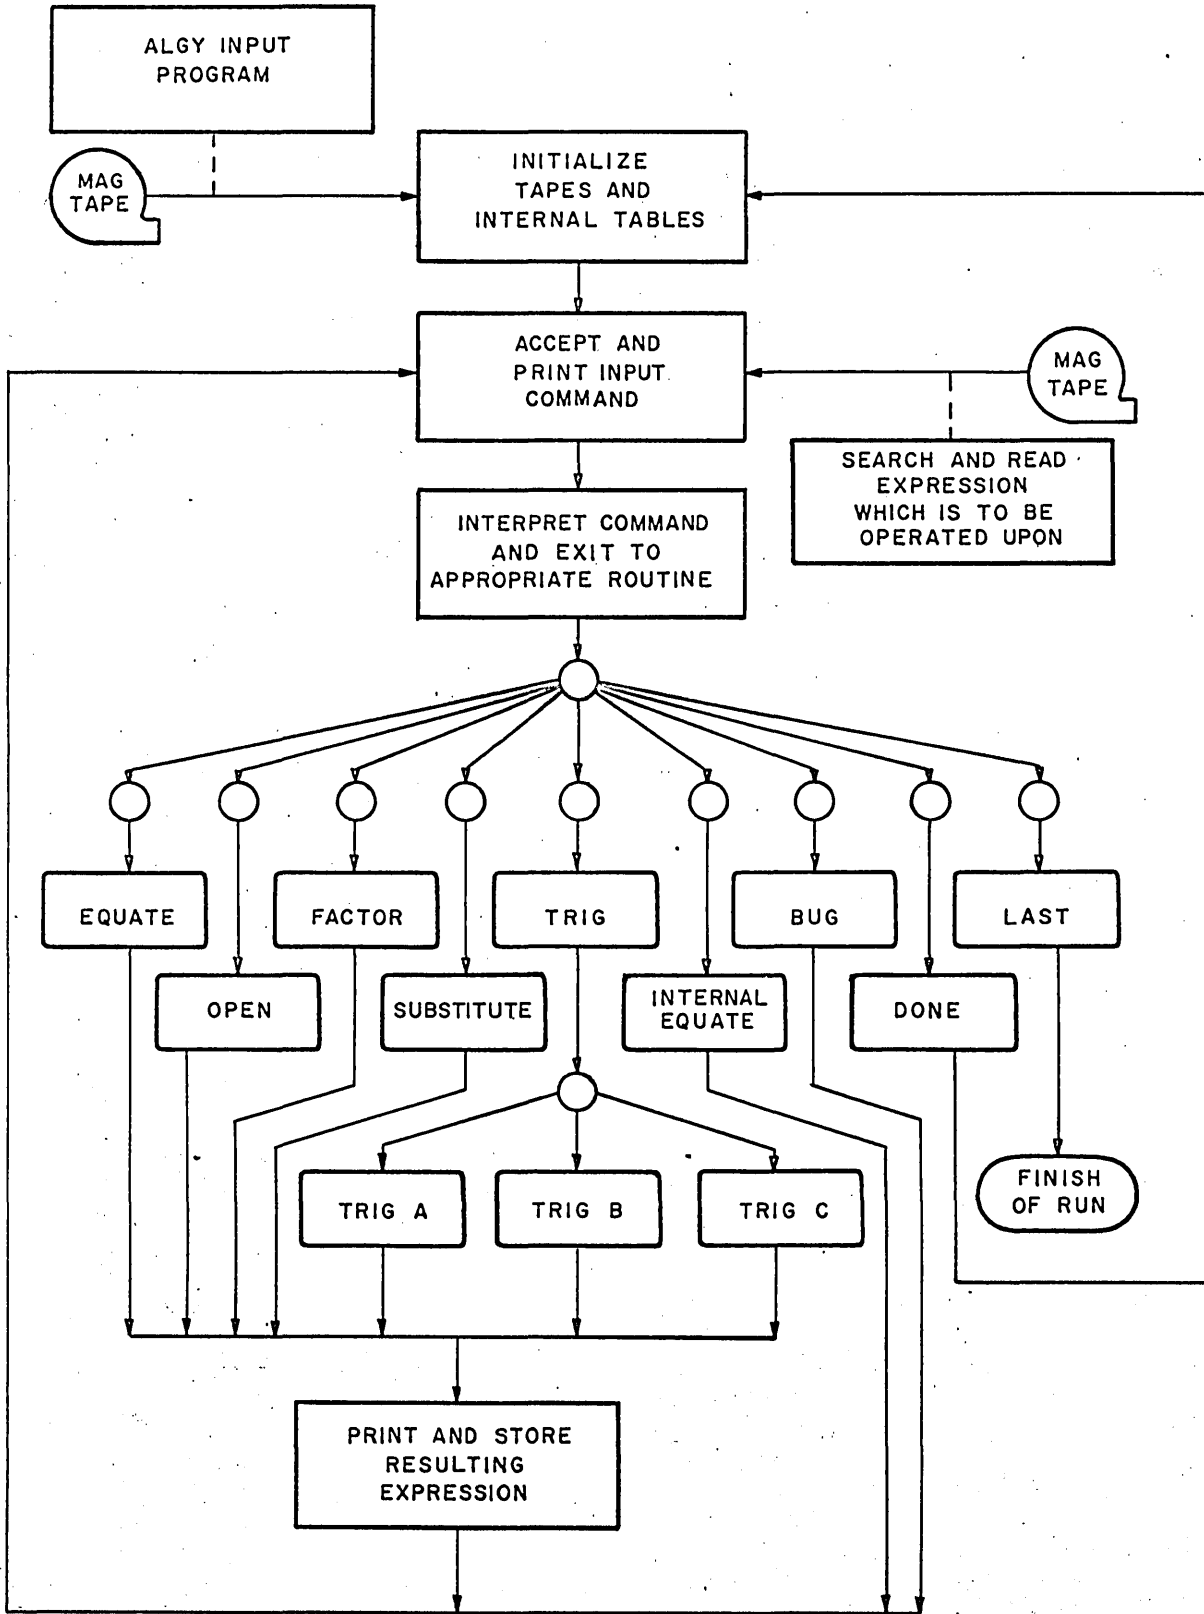 ALGY INPUT
PROGRAM
MAG
TAPE
INITIALIZE
TAPES AND
INTERNAL TABLES
ACCEPT AND
PRINT INPUT
COMMAND
MAG
TAPE
SEARCH AND READ
EXPRESSION
WHICH IS TO BE
OPERATED UPON
INTERPRET COMMAND
AND EXIT TO
APPROPRIATE ROUTINE
EQUATE
FACTOR
TRIG
BUG
LAST
OPEN
SUBSTITUTE
INTERNAL
EQUATE
DONE
TRIG A
TRIG B
TRIG C
FINISH
OF RUN
PRINT AND STORE
RESULTING
EXPRESSION